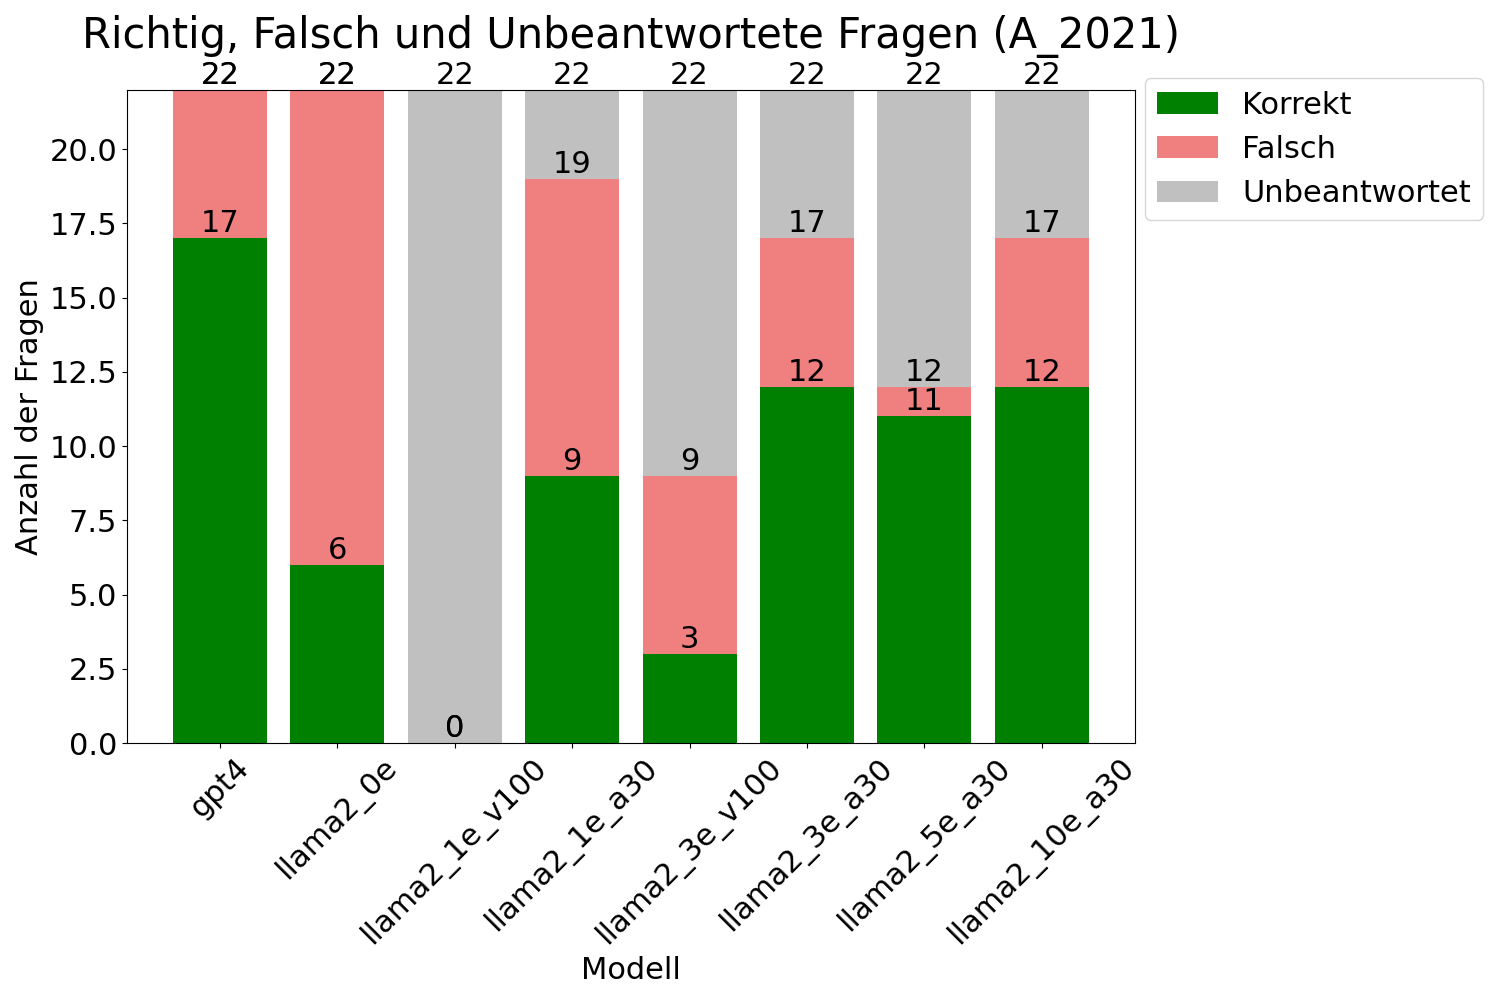 Richtig, Falsch und Unbeantwortete Fragen (A_2021)
22 22 22 22 22 22 22 22
Korrekt
Falsch
Unbeantwortet
20.0
19
17.5
17 17 17
15.0
12.5
12 12 12
11
10.0
9 9
7.5
6
5.0
3
2.5
0.0
0
Anzahl der Fragen
gpt4
llama2_0e
llama2_1e_v100
llama2_1e_a30
llama2_3e_v100
llama2_3e_a30
llama2_5e_a30
llama2_10e_a30
Modell